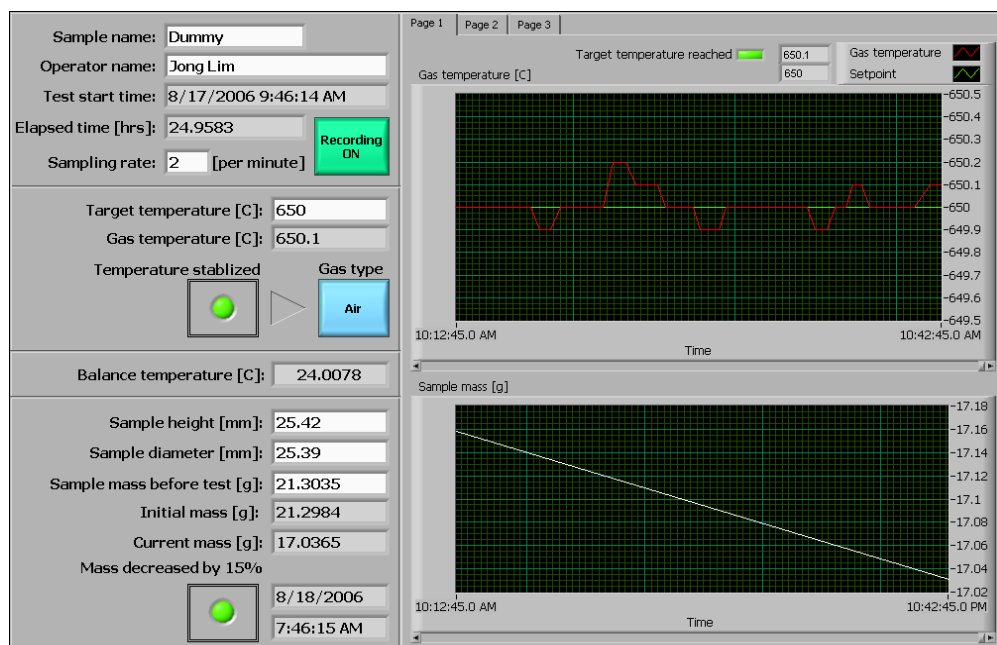 Sample name: Dummy
Operator name: Jong Lim
Test start time: 8/17/2006 9:46:14 AM
Elapsed time [hrs]: 24.9583
Recording
ON
Sampling rate: 2 [per minute]
Target temperature [C]: 650
Gas temperature [C]: 650.1
Temperature stablized Gas type
Air
Balance temperature [C]: 24.0078
Sample height [mm]: 25.42
Sample diameter [mm]: 25.39
Sample mass before test [g]: 21.3035
Initial mass [g]: 21.2984
Current mass [g]: 17.0365
Mass decreased by 15%
8/18/2006
7:46:15 AM
Page 1 Page 2 Page 3
Target temperature reached 650.1 Gas temperature
Gas temperature [C] 650 Setpoint
-650.5
-650.4
-650.3
-650.2
-650.1
-650
-649.9
-649.8
-649.7
-649.6
-649.5
10:12:45.0 AM 10:42:45.0 AM
Time
Sample mass [g]
-17.18
-17.16
-17.14
-17.12
-17.1
-17.08
-17.06
-17.04
-17.02
10:12:45.0 AM 10:42:45.0 PM
Time